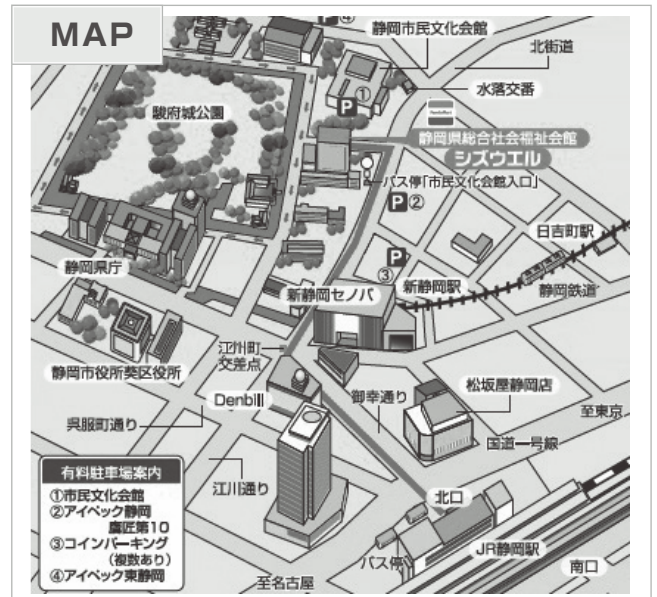 MAP
P④
静岡市民文化会館
北街道
①
P
水落交番
駿府城公園
静岡県総合社会福祉会館
シズウエル
バス停「市民文化会館入口」
P②
日吉町駅
P
③
静岡県庁
新静岡セノバ
新静岡駅
静岡鉄道
江川町
交差点
静岡市役所葵区役所
Denbill
御幸通り
松坂屋静岡店
至東京
呉服町通り
国道一号線
有料駐車場案内
①市民文化会館
②アイペック静岡
鷹匠第10
③コインパーキング
（複数あり）
④アイペック東静岡
江川通り
北口
JR静岡駅
バス停
南口
至名古屋